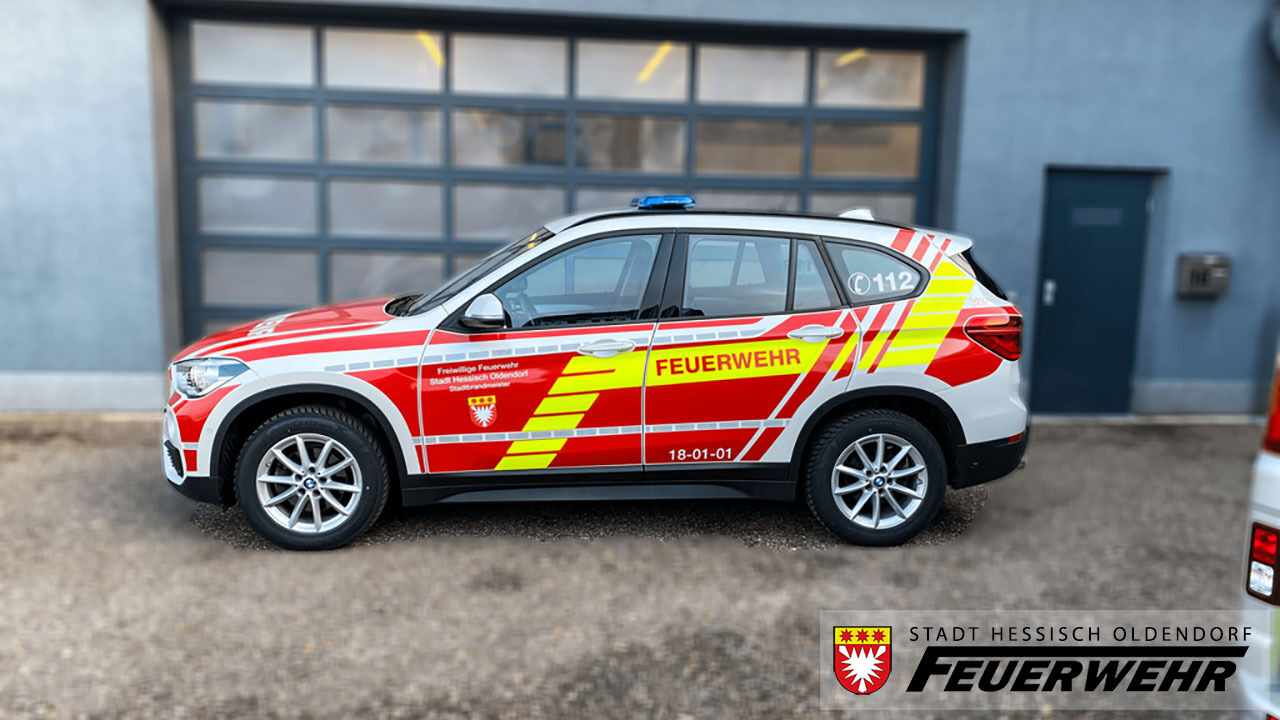 112
FEUERWEHR
Freiwillige Feuerwehr
Stadt Hessisch Oldendorf
Stadtbrandmeister
18-01-01
STADT HESSISCH OLDENDORF
FEUERWEHR